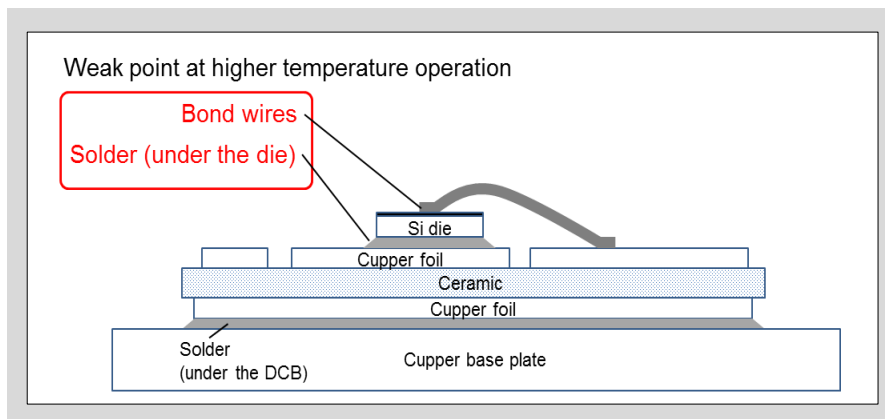 Weak point at higher temperature operation
Bond wires
Solder (under the die)
Si die
Cupper foil
Ceramic
Cupper foil
Solder
(under the DCB)
Cupper base plate